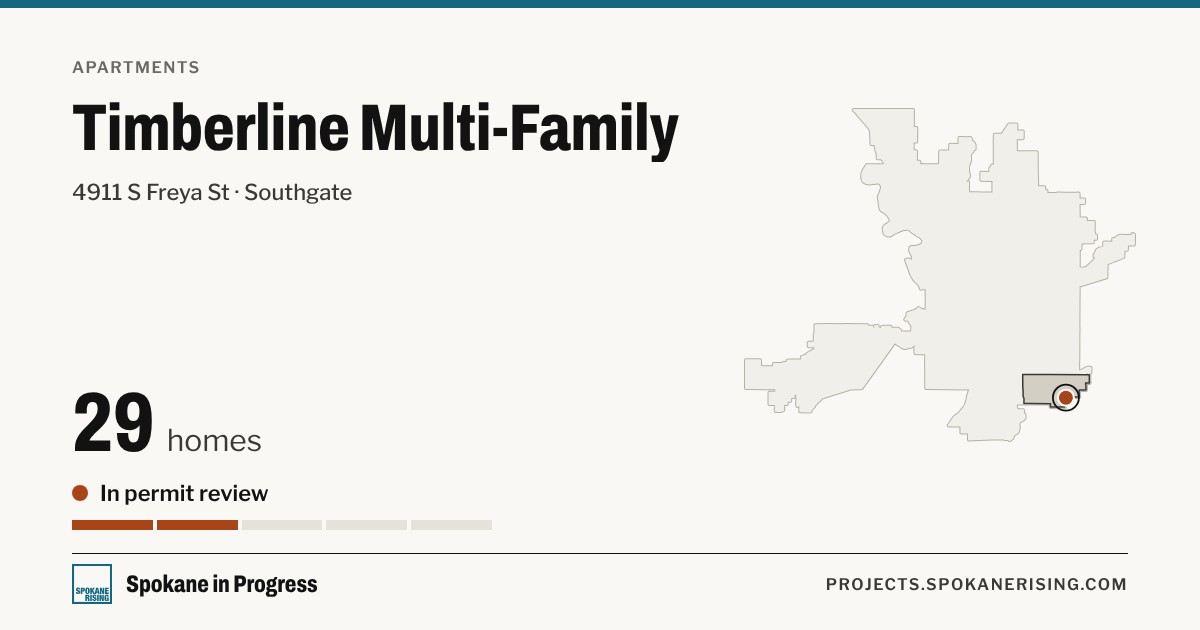 APARTMENTS
Timberline Multi-Family
4911 S Freya St · Southgate
29 homes
In permit review
SPOKANE
RISING
Spokane in Progress
PROJECTS.SPOKANERISING.COM